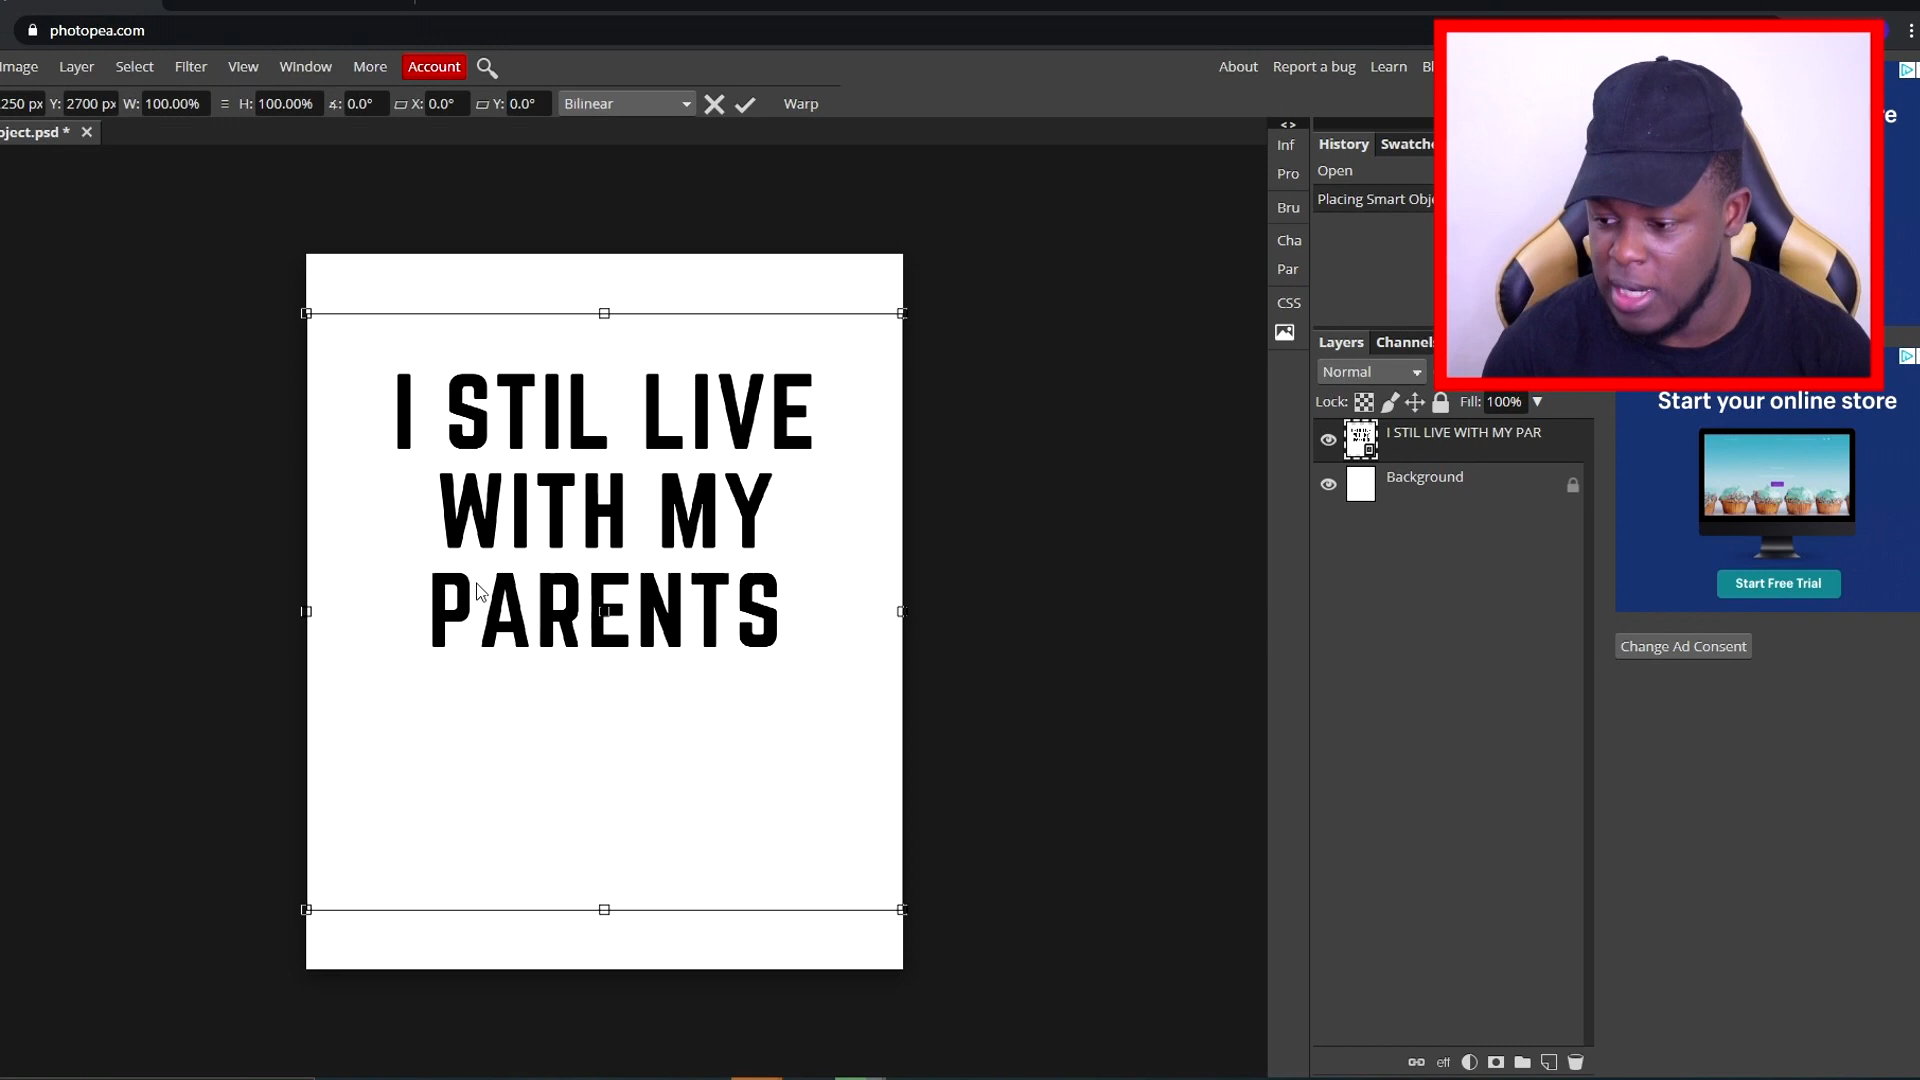 photopea.com
Image Layer Select Filter View Window More Account
About Report a bug Learn Bl
250 px Y: 2700 px W: 100.00% H: 100.00% 0.0° X: 0.0° Y: 0.0° Bilinear Warp
oject.psd *
< >
Inf
Pro
Bru
Cha
Par
CSS
History Swatche
Open
Placing Smart Obje
Layers Channels
Normal
Lock: Fill: 100%
I STIL LIVE WITH MY PAR
Background
eff
I STIL LIVE
WITH MY
PARENTS
re
Start your online store
Start Free Trial
Change Ad Consent